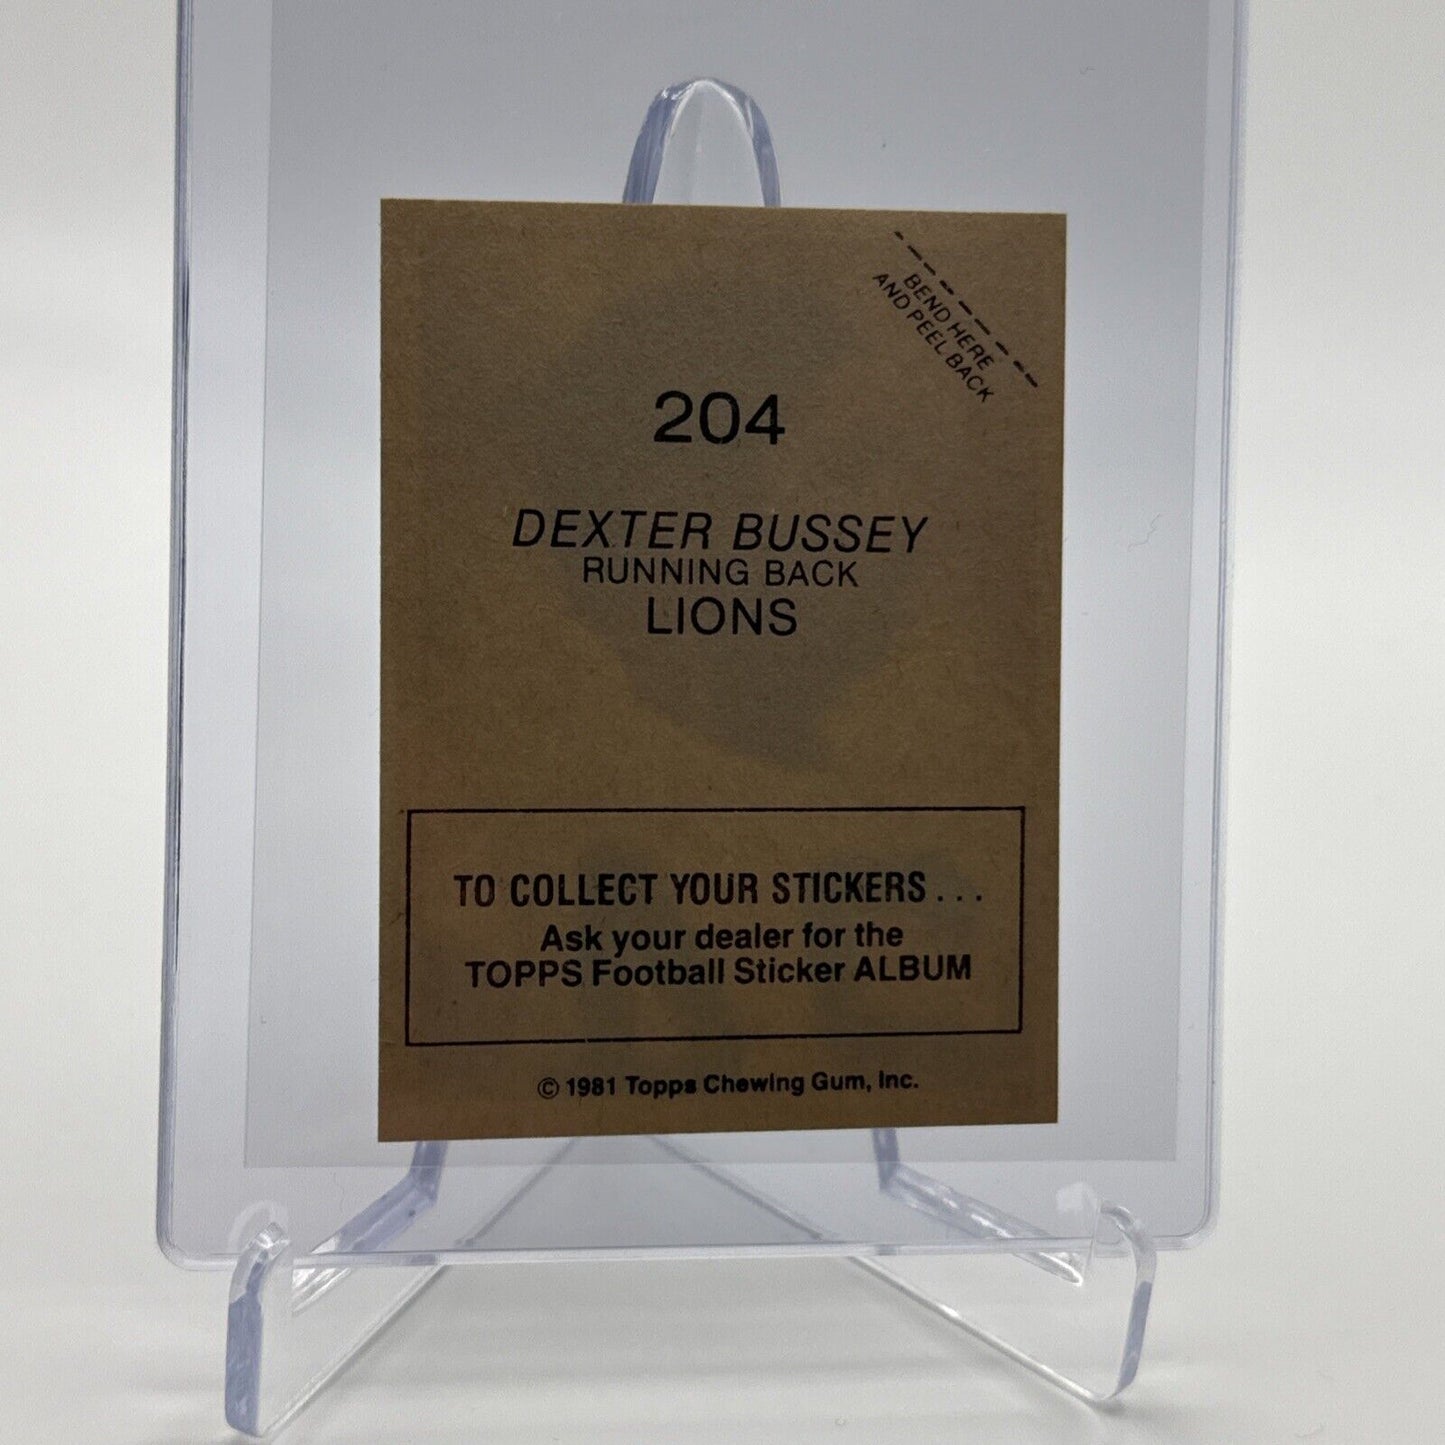 BEND HERE
AND PEEL BACK
204
DEXTER BUSSEY
RUNNING BACK
LIONS
TO COLLECT YOUR STICKERS...
Ask your dealer for the
TOPPS Football Sticker ALBUM
© 1981 Topps Chewing Gum, Inc.